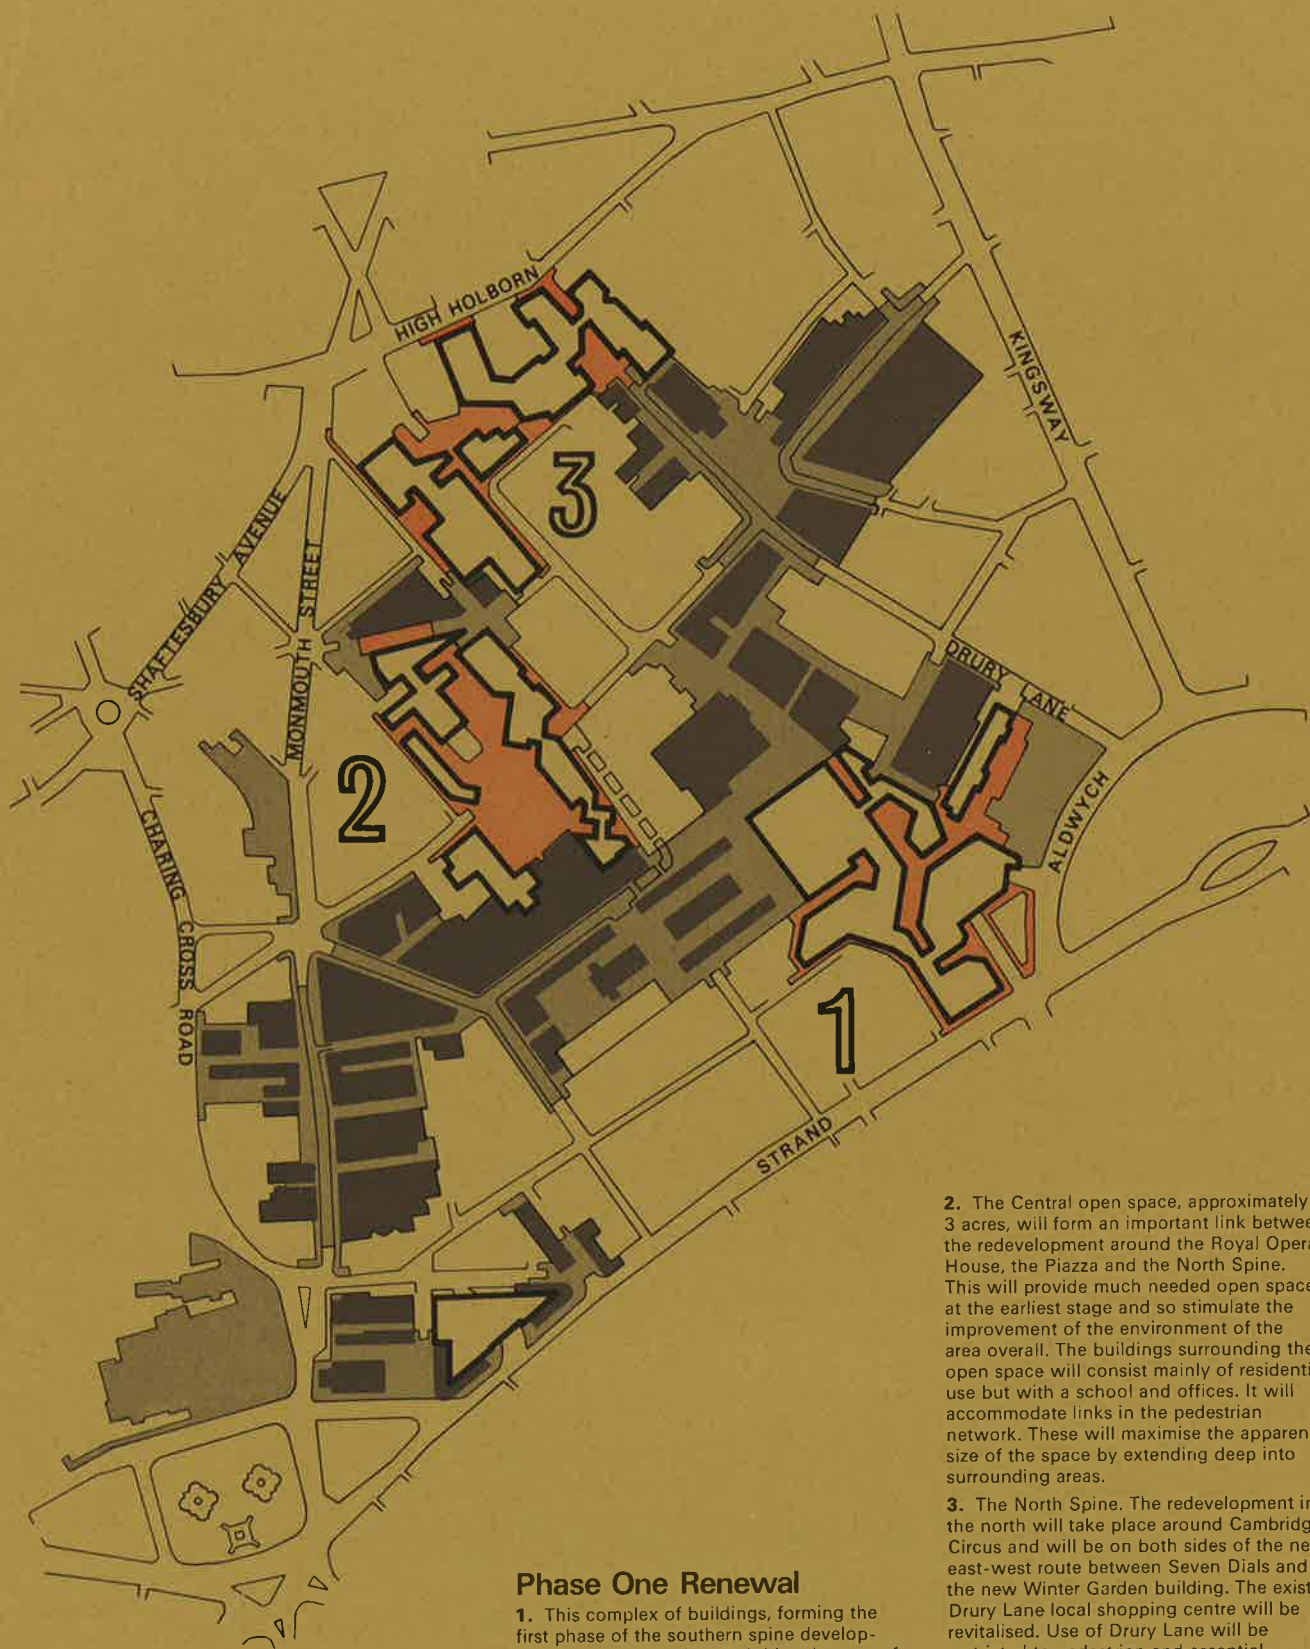 HIGH HOLBORN
KINGSWAY
3
SHAFTESBURY AVENUE
MONMOUTH STREET
DRURY LANE
2
CHARING CROSS ROAD
ALDWYCH
1
STRAND
Phase One Renewal
1. This complex of buildings, forming the
first phase of the southern spine develop-
2. The Central open space, approximately
3 acres, will form an important link betwee
the redevelopment around the Royal Opera
House, the Piazza and the North Spine.
This will provide much needed open space
at the earliest stage and so stimulate the
improvement of the environment of the
area overall. The buildings surrounding the
open space will consist mainly of residenti
use but with a school and offices. It will
accommodate links in the pedestrian
network. These will maximise the apparen
size of the space by extending deep into
surrounding areas.
3. The North Spine. The redevelopment in
the north will take place around Cambridg
Circus and will be on both sides of the ne
east-west route between Seven Dials and
the new Winter Garden building. The exist
Drury Lane local shopping centre will be
revitalised. Use of Drury Lane will be